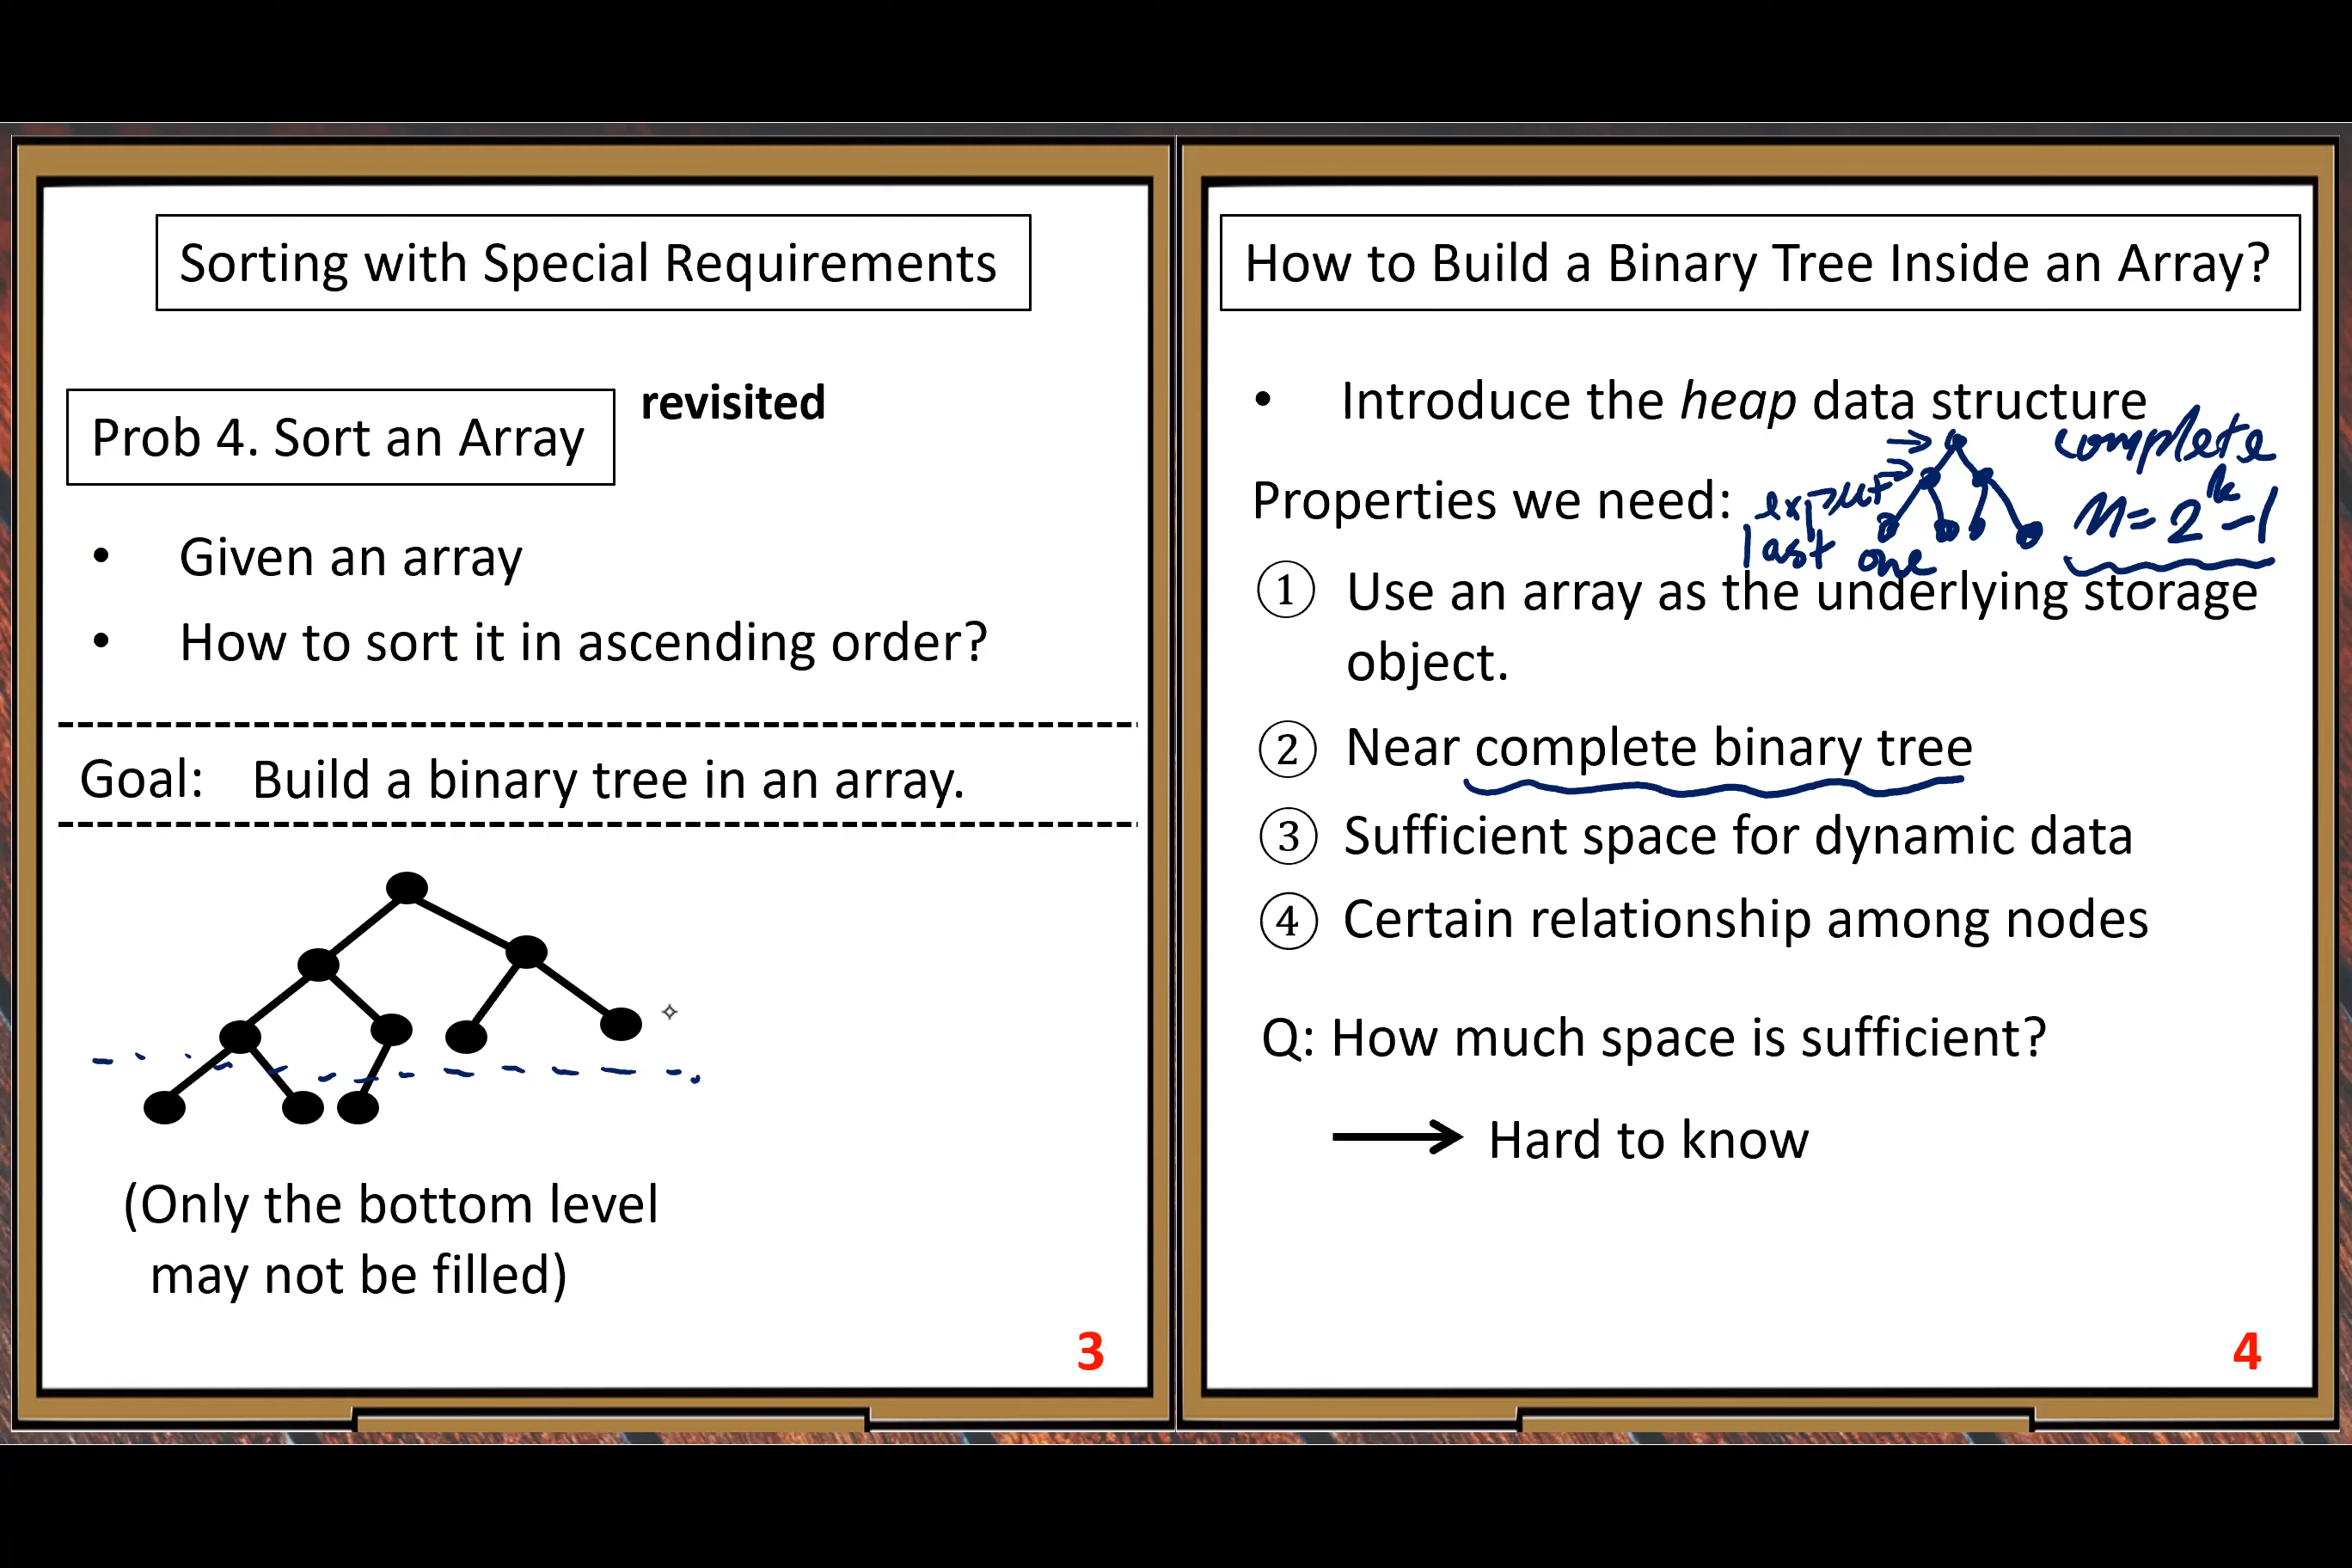 Sorting with Special Requirements
Prob 4. Sort an Array
revisited
• Given an array
• How to sort it in ascending order?
Goal: Build a binary tree in an array.
(Only the bottom level
may not be filled)
3
How to Build a Binary Tree Inside an Array?
• Introduce the heap data structure
complete
Properties we need:
n = 2^k - 1
last one
① Use an array as the underlying storage
object.
② Near complete binary tree
③ Sufficient space for dynamic data
④ Certain relationship among nodes
Q: How much space is sufficient?
→ Hard to know
4